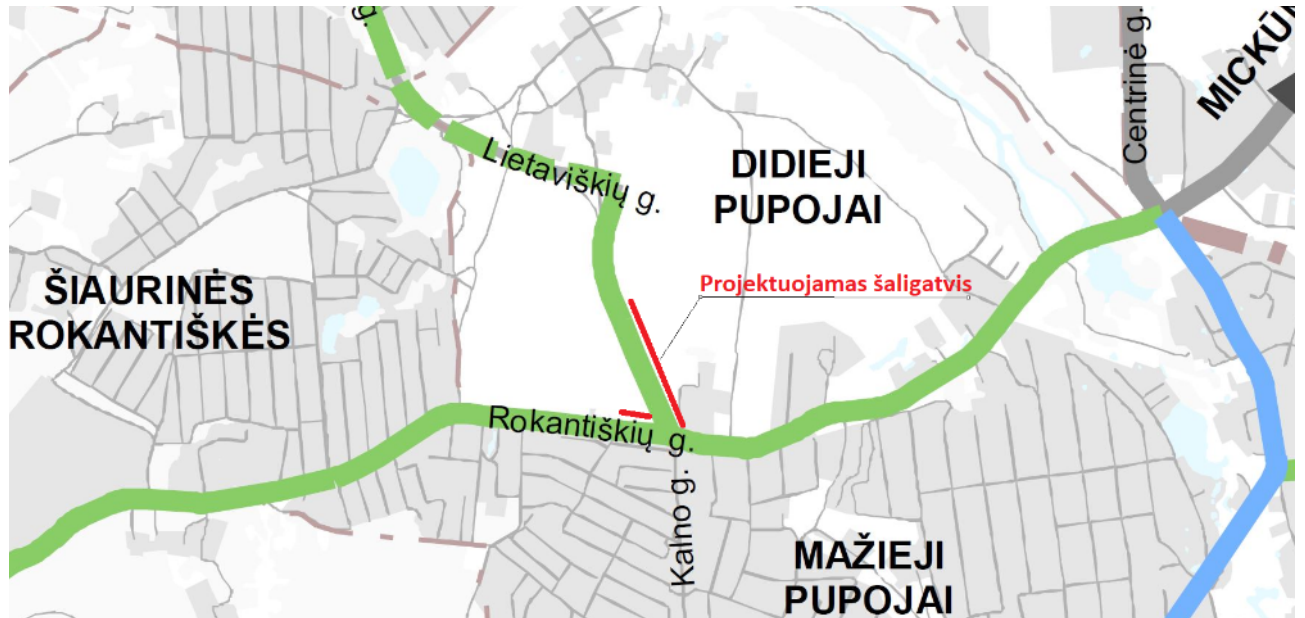 g.
Centrinė g.
MICKŪ
Lietaviškių g.
DIDIEJI
PUPOJAI
ŠIAURINĖS
ROKANTIŠKĖS
Projektuojamas šaligatvis
Rokantiškių g.
Kalno g.
MAŽIEJI
PUPOJAI